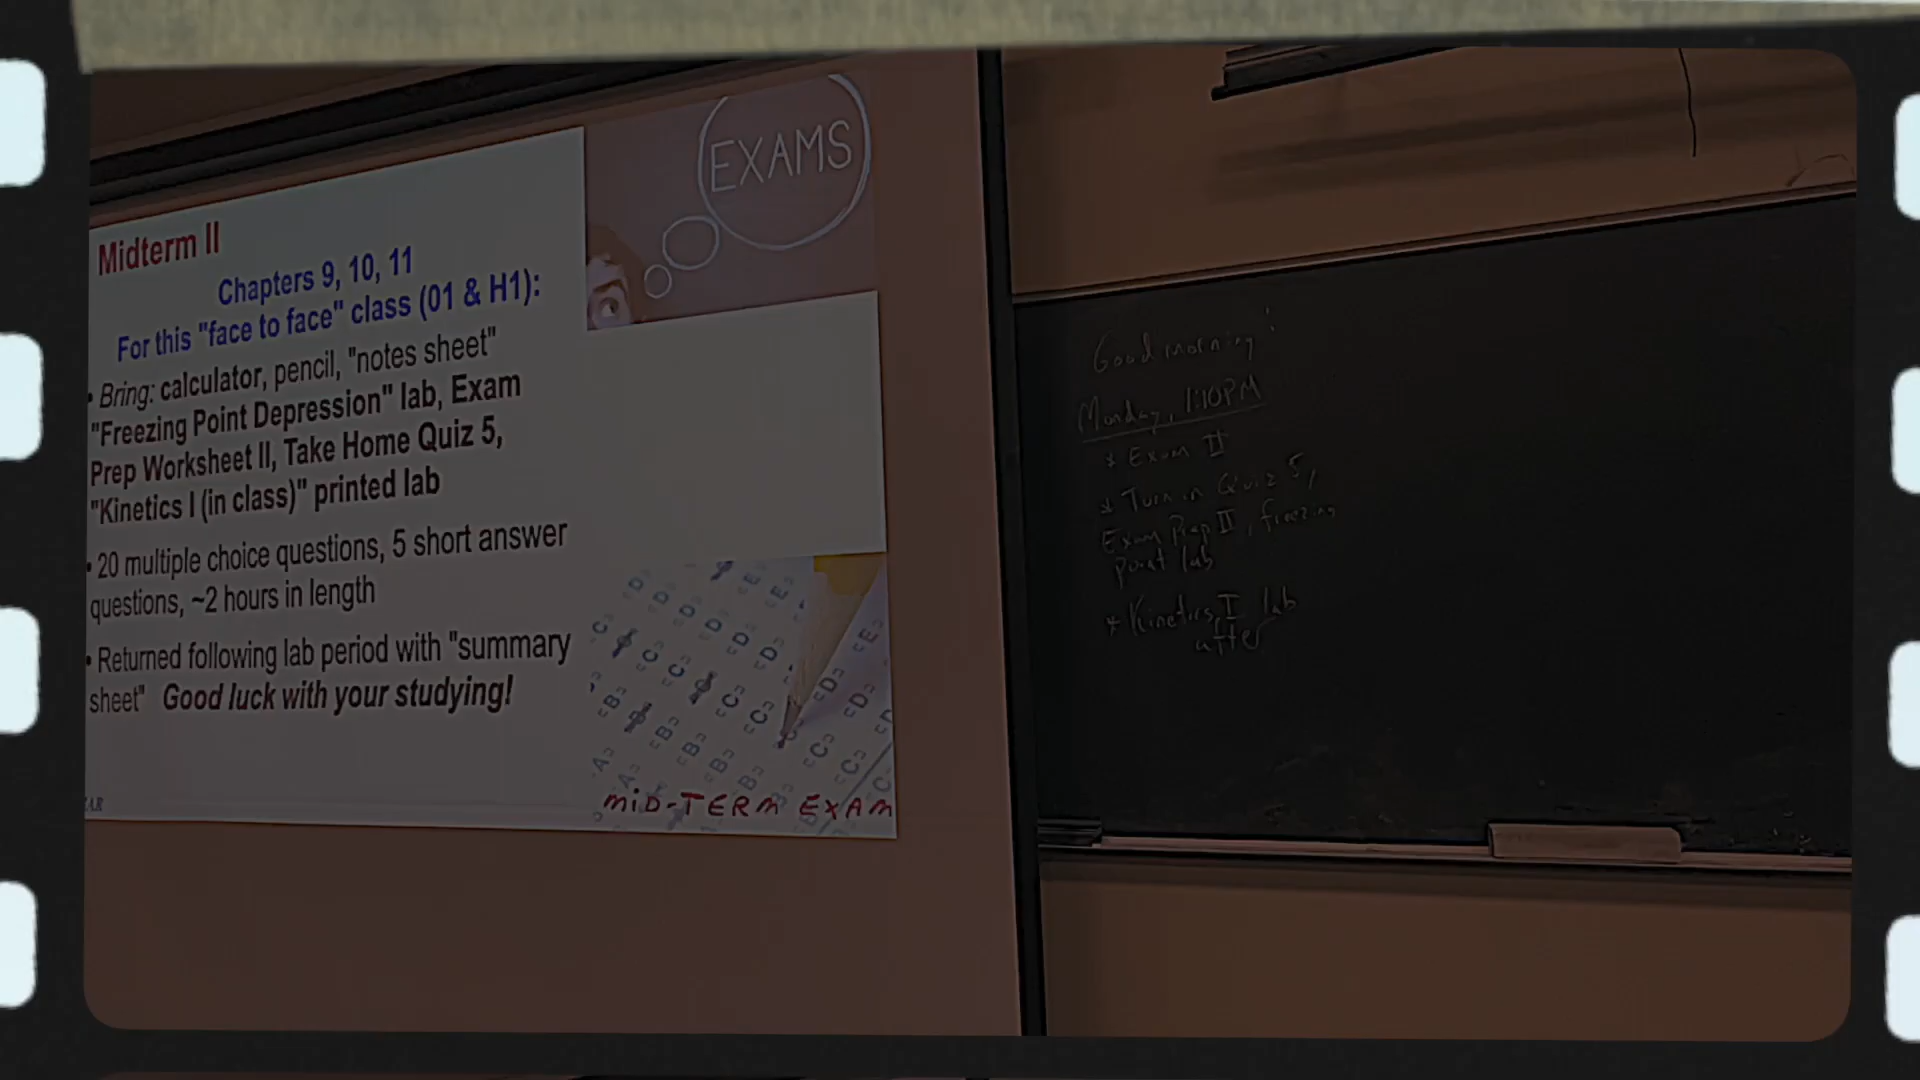 Midterm II
Chapters 9, 10, 11
For this "face to face" class (01 & H1):
• Bring: calculator, pencil, "notes sheet"
"Freezing Point Depression" lab, Exam
Prep Worksheet II, Take Home Quiz 5,
"Kinetics I (in class)" printed lab
• 20 multiple choice questions, 5 short answer
questions, ~2 hours in length
• Returned following lab period with "summary
sheet" Good luck with your studying!
EXAMS
MID-TERM EXAM
Good morning!
Monday, 1:10PM
* Exam II
* Turn in Quiz 5,
Exam Prep II, freezing
point lab
* Kinetics I lab
after